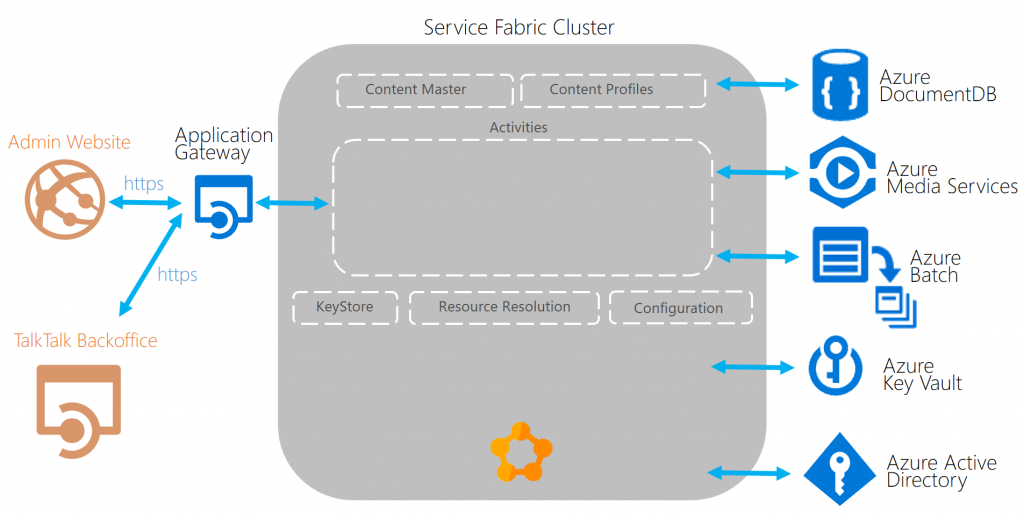 Service Fabric Cluster
Content Master
Content Profiles
Azure
DocumentDB
Activities
Admin Website
Application
Gateway
https
Azure
Media Services
https
Azure
Batch
KeyStore
Resource Resolution
Configuration
TalkTalk Backoffice
Azure
Key Vault
Azure Active
Directory